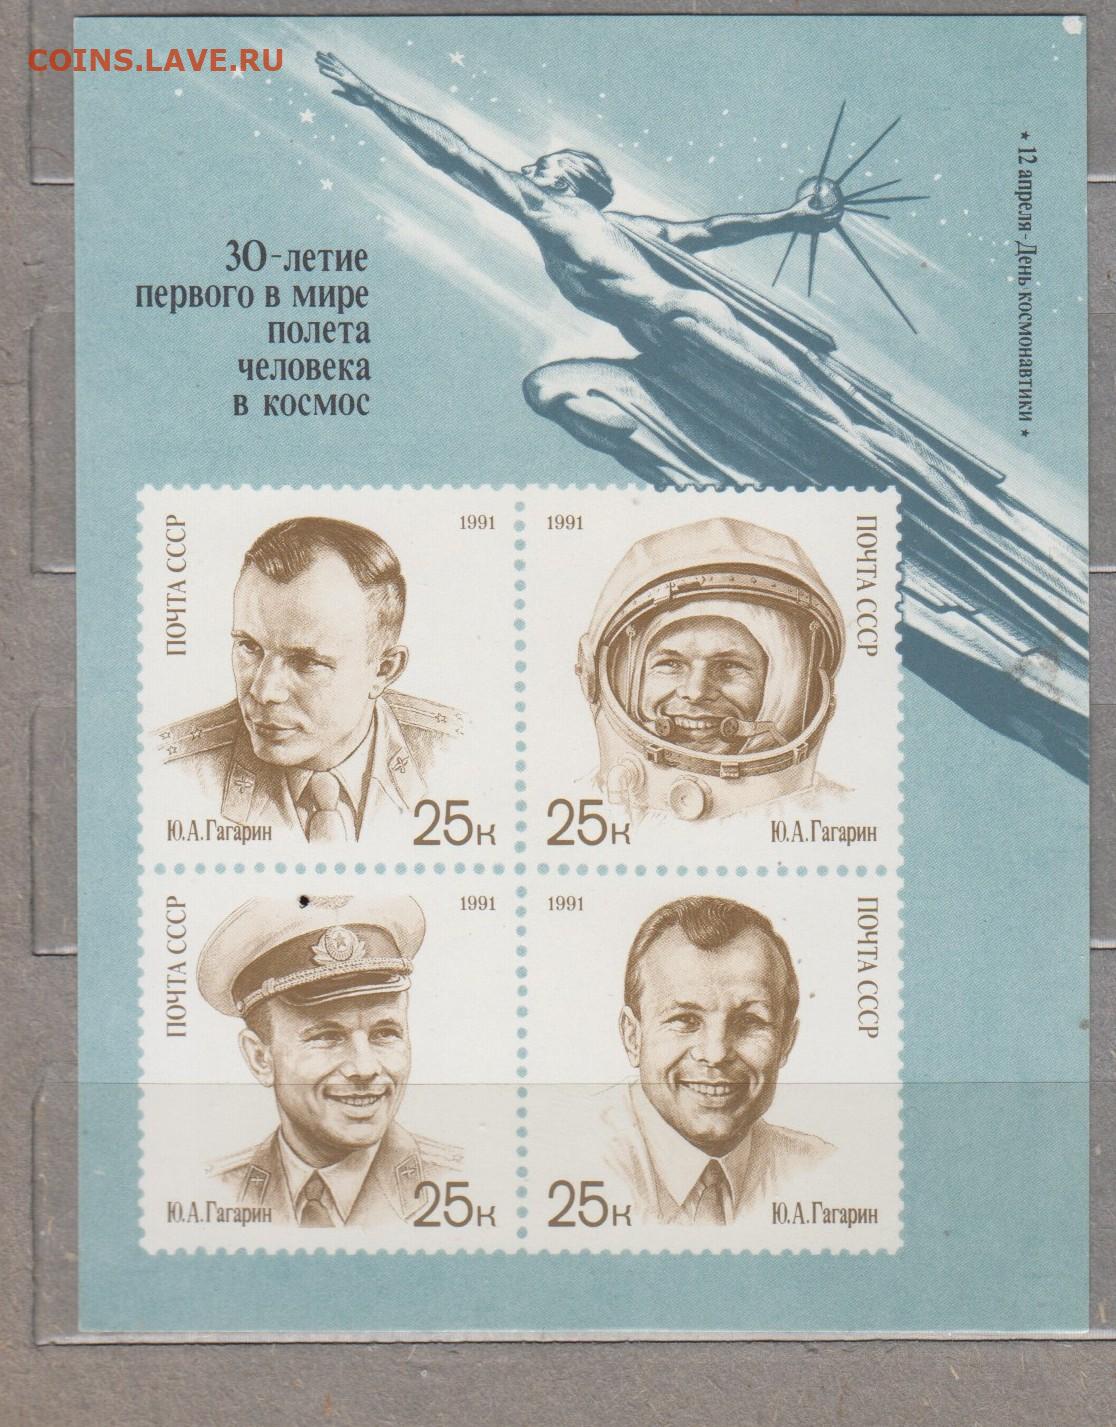 COINS.LAVE.RU
30-летие
первого в мире
полета
человека
в космос
★ 12 апреля-День космонавтики ★
ПОЧТА СССР
1991
Ю.А.Гагарин
25к
1991
ПОЧТА СССР
25к
Ю.А.Гагарин
ПОЧТА СССР
1991
Ю.А.Гагарин
25к
1991
ПОЧТА СССР
25к
Ю.А.Гагарин